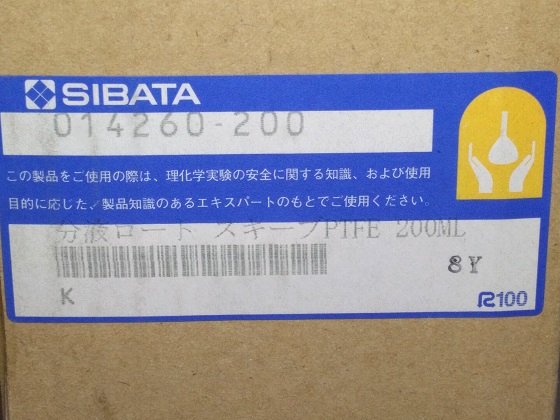 SIBATA
014260-200
この製品をご使用の際は、理化学実験の安全に関する知識、および使用
目的に応じた製品知識のあるエキスパートのもとでご使用ください。
分液ロート スキーブPTFE 200ML
8Y
K
R100